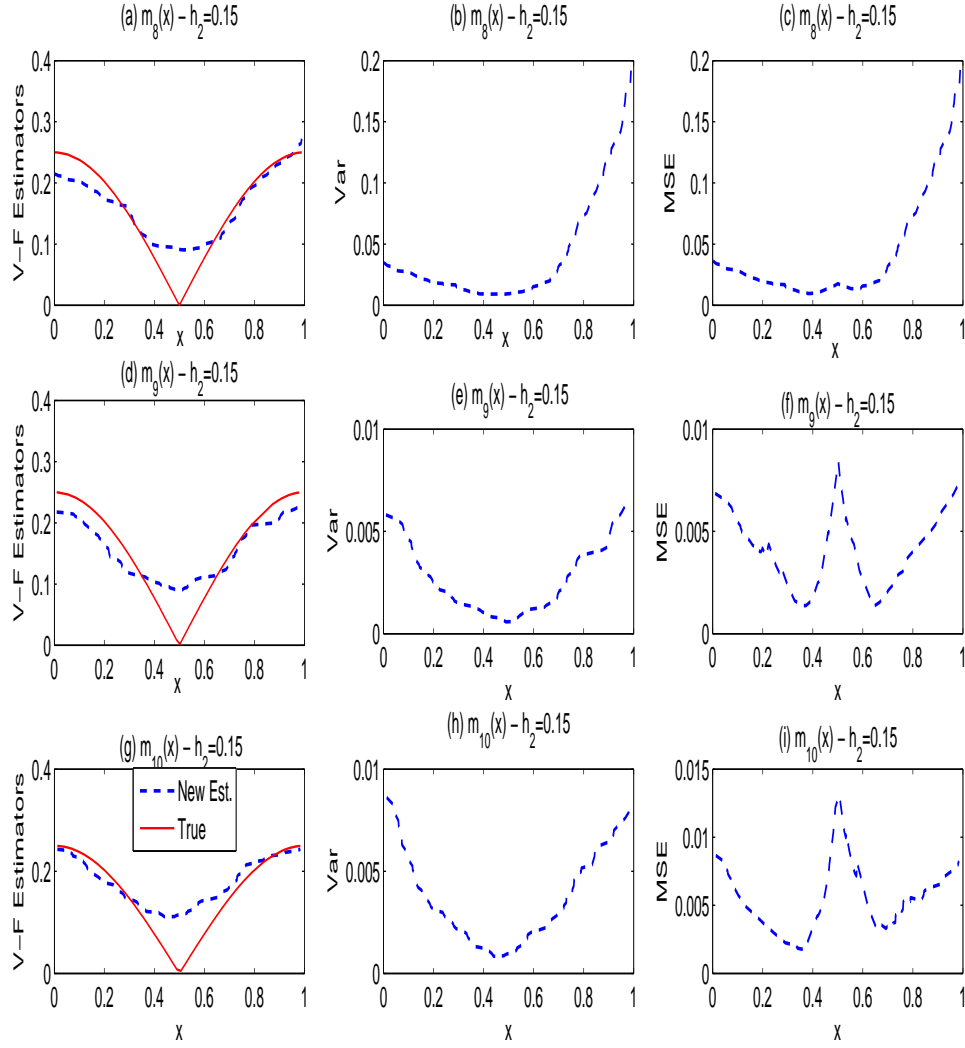 (a) m₈(x) − h₂=0.15
(b) m₈(x) − h₂=0.15
(c) m₈(x) − h₂=0.15
V−F Estimators
0.4
0.3
0.2
0.1
0
0 0.2 0.4 0.6 0.8 1
x
Var
0.2
0.15
0.1
0.05
0
0 0.2 0.4 0.6 0.8 1
x
MSE
0.2
0.15
0.1
0.05
0
0 0.2 0.4 0.6 0.8 1
x
(d) m₉(x) − h₂=0.15
(e) m₉(x) − h₂=0.15
(f) m₉(x) − h₂=0.15
V−F Estimators
0.4
0.3
0.2
0.1
0
0 0.2 0.4 0.6 0.8 1
x
Var
0.01
0.005
0
0 0.2 0.4 0.6 0.8 1
x
MSE
0.01
0.005
0
0 0.2 0.4 0.6 0.8 1
x
(g) m₁₀(x) − h₂=0.15
(h) m₁₀(x) − h₂=0.15
(i) m₁₀(x) − h₂=0.15
V−F Estimators
0.4
0.2
0
0 0.2 0.4 0.6 0.8 1
x
New Est.
True
Var
0.01
0.005
0
0 0.2 0.4 0.6 0.8 1
x
MSE
0.015
0.01
0.005
0
0 0.2 0.4 0.6 0.8 1
x